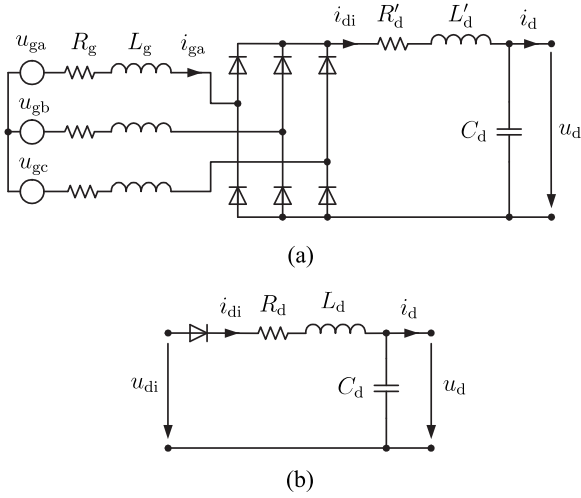 i_di R′_d L′_d i_d
u_ga R_g L_g i_ga
u_gb
u_gc
C_d u_d
(a)
i_di R_d L_d i_d
u_di C_d u_d
(b)